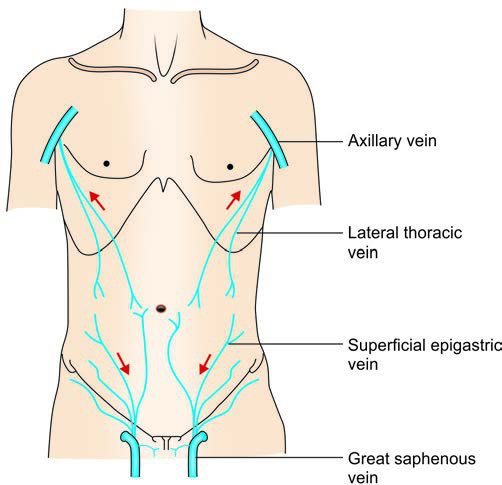 Axillary vein
Lateral thoracic
vein
Superficial epigastric
vein
Great saphenous
vein